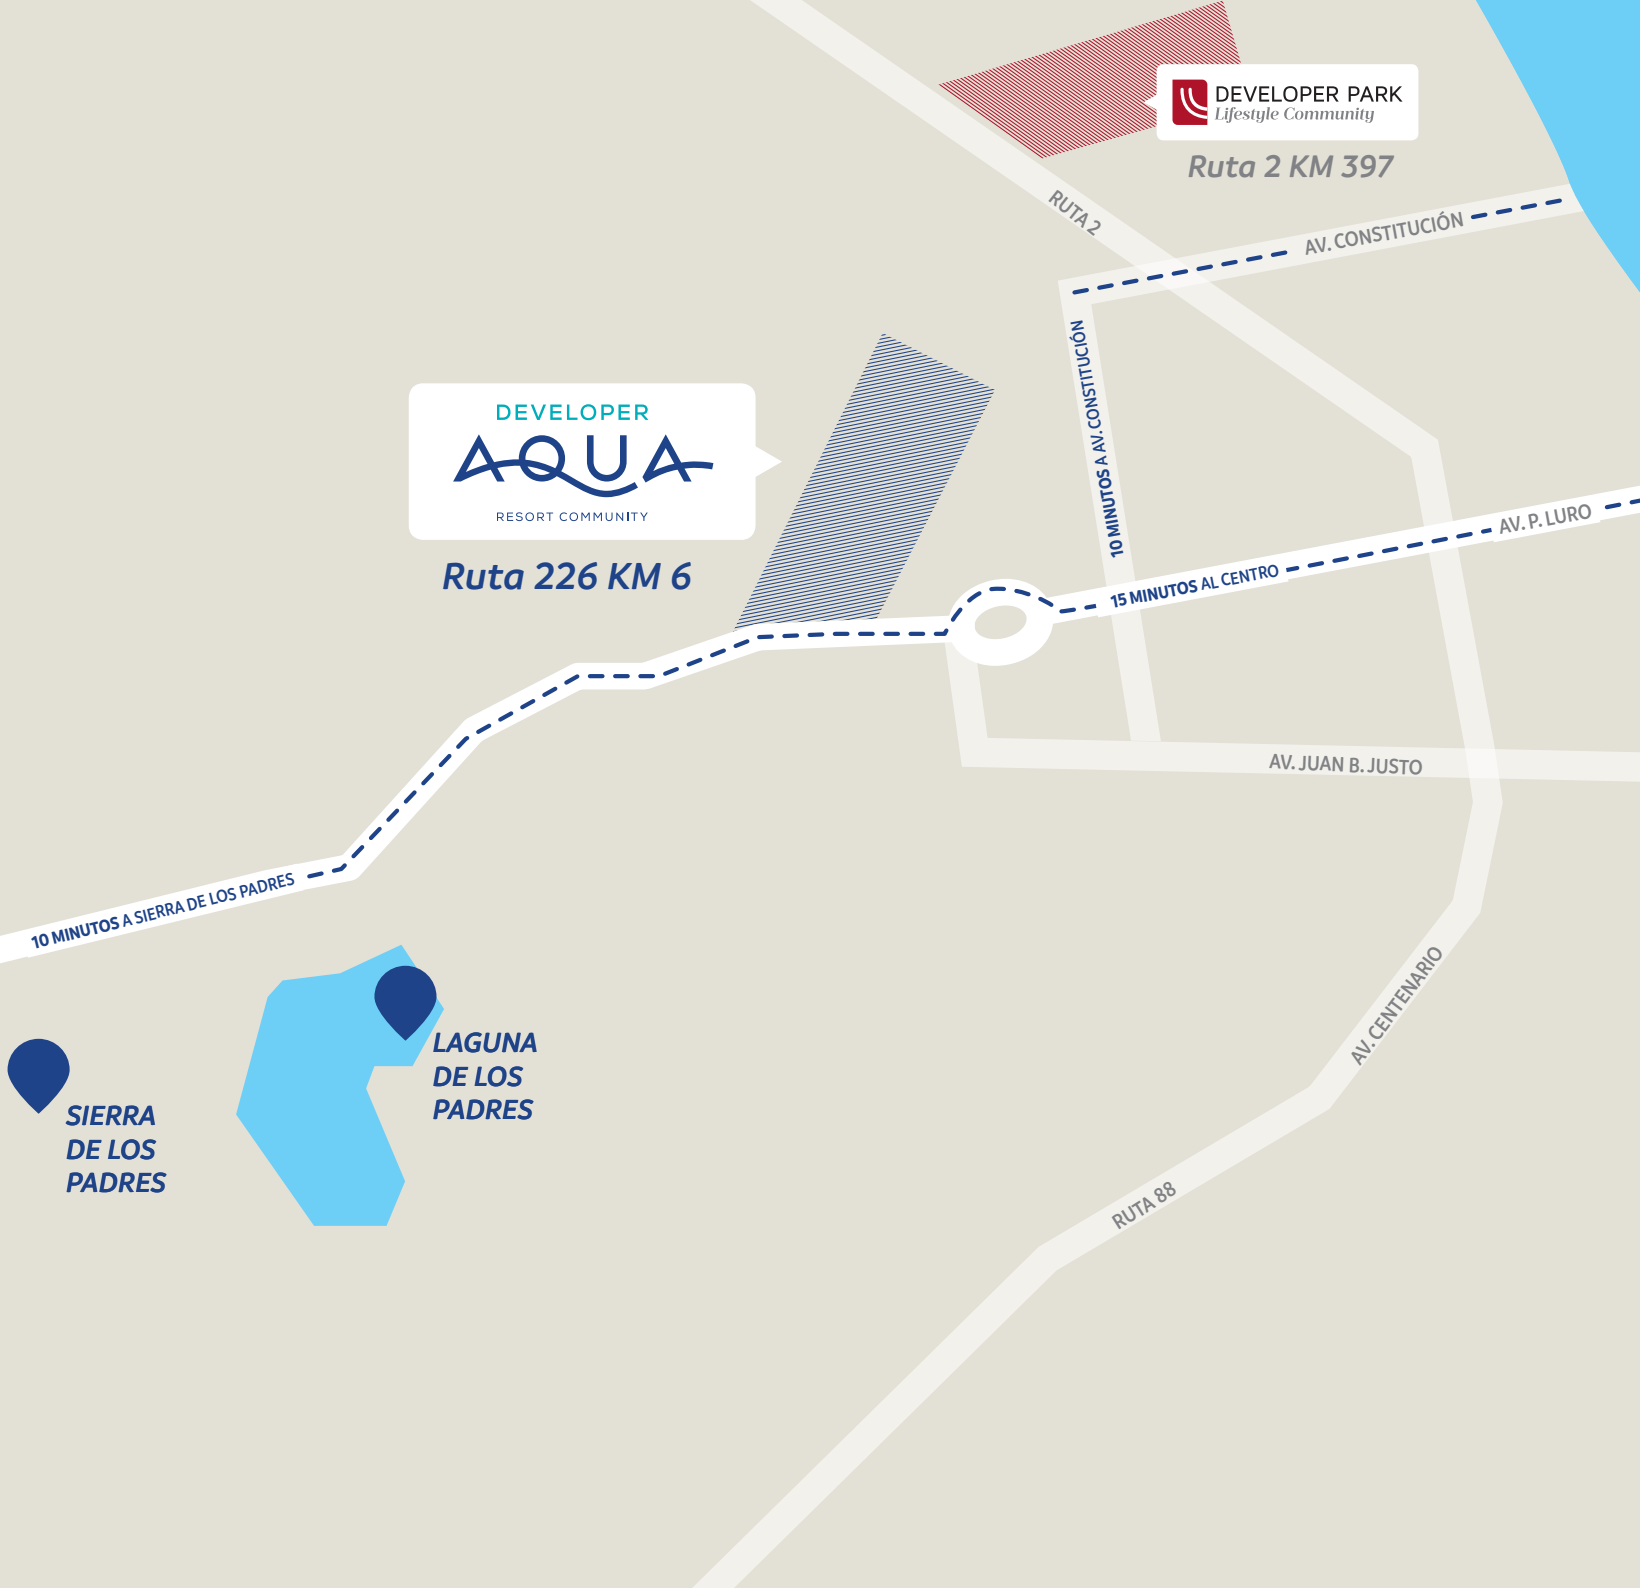 DEVELOPER PARK
Lifestyle Community
Ruta 2 KM 397
RUTA 2
AV. CONSTITUCIÓN
10 MINUTOS A AV. CONSTITUCIÓN
DEVELOPER
AQUA
RESORT COMMUNITY
Ruta 226 KM 6
AV. P. LURO
15 MINUTOS AL CENTRO
AV. JUAN B. JUSTO
10 MINUTOS A SIERRA DE LOS PADRES
LAGUNA
DE LOS
PADRES
SIERRA
DE LOS
PADRES
AV. CENTENARIO
RUTA 88